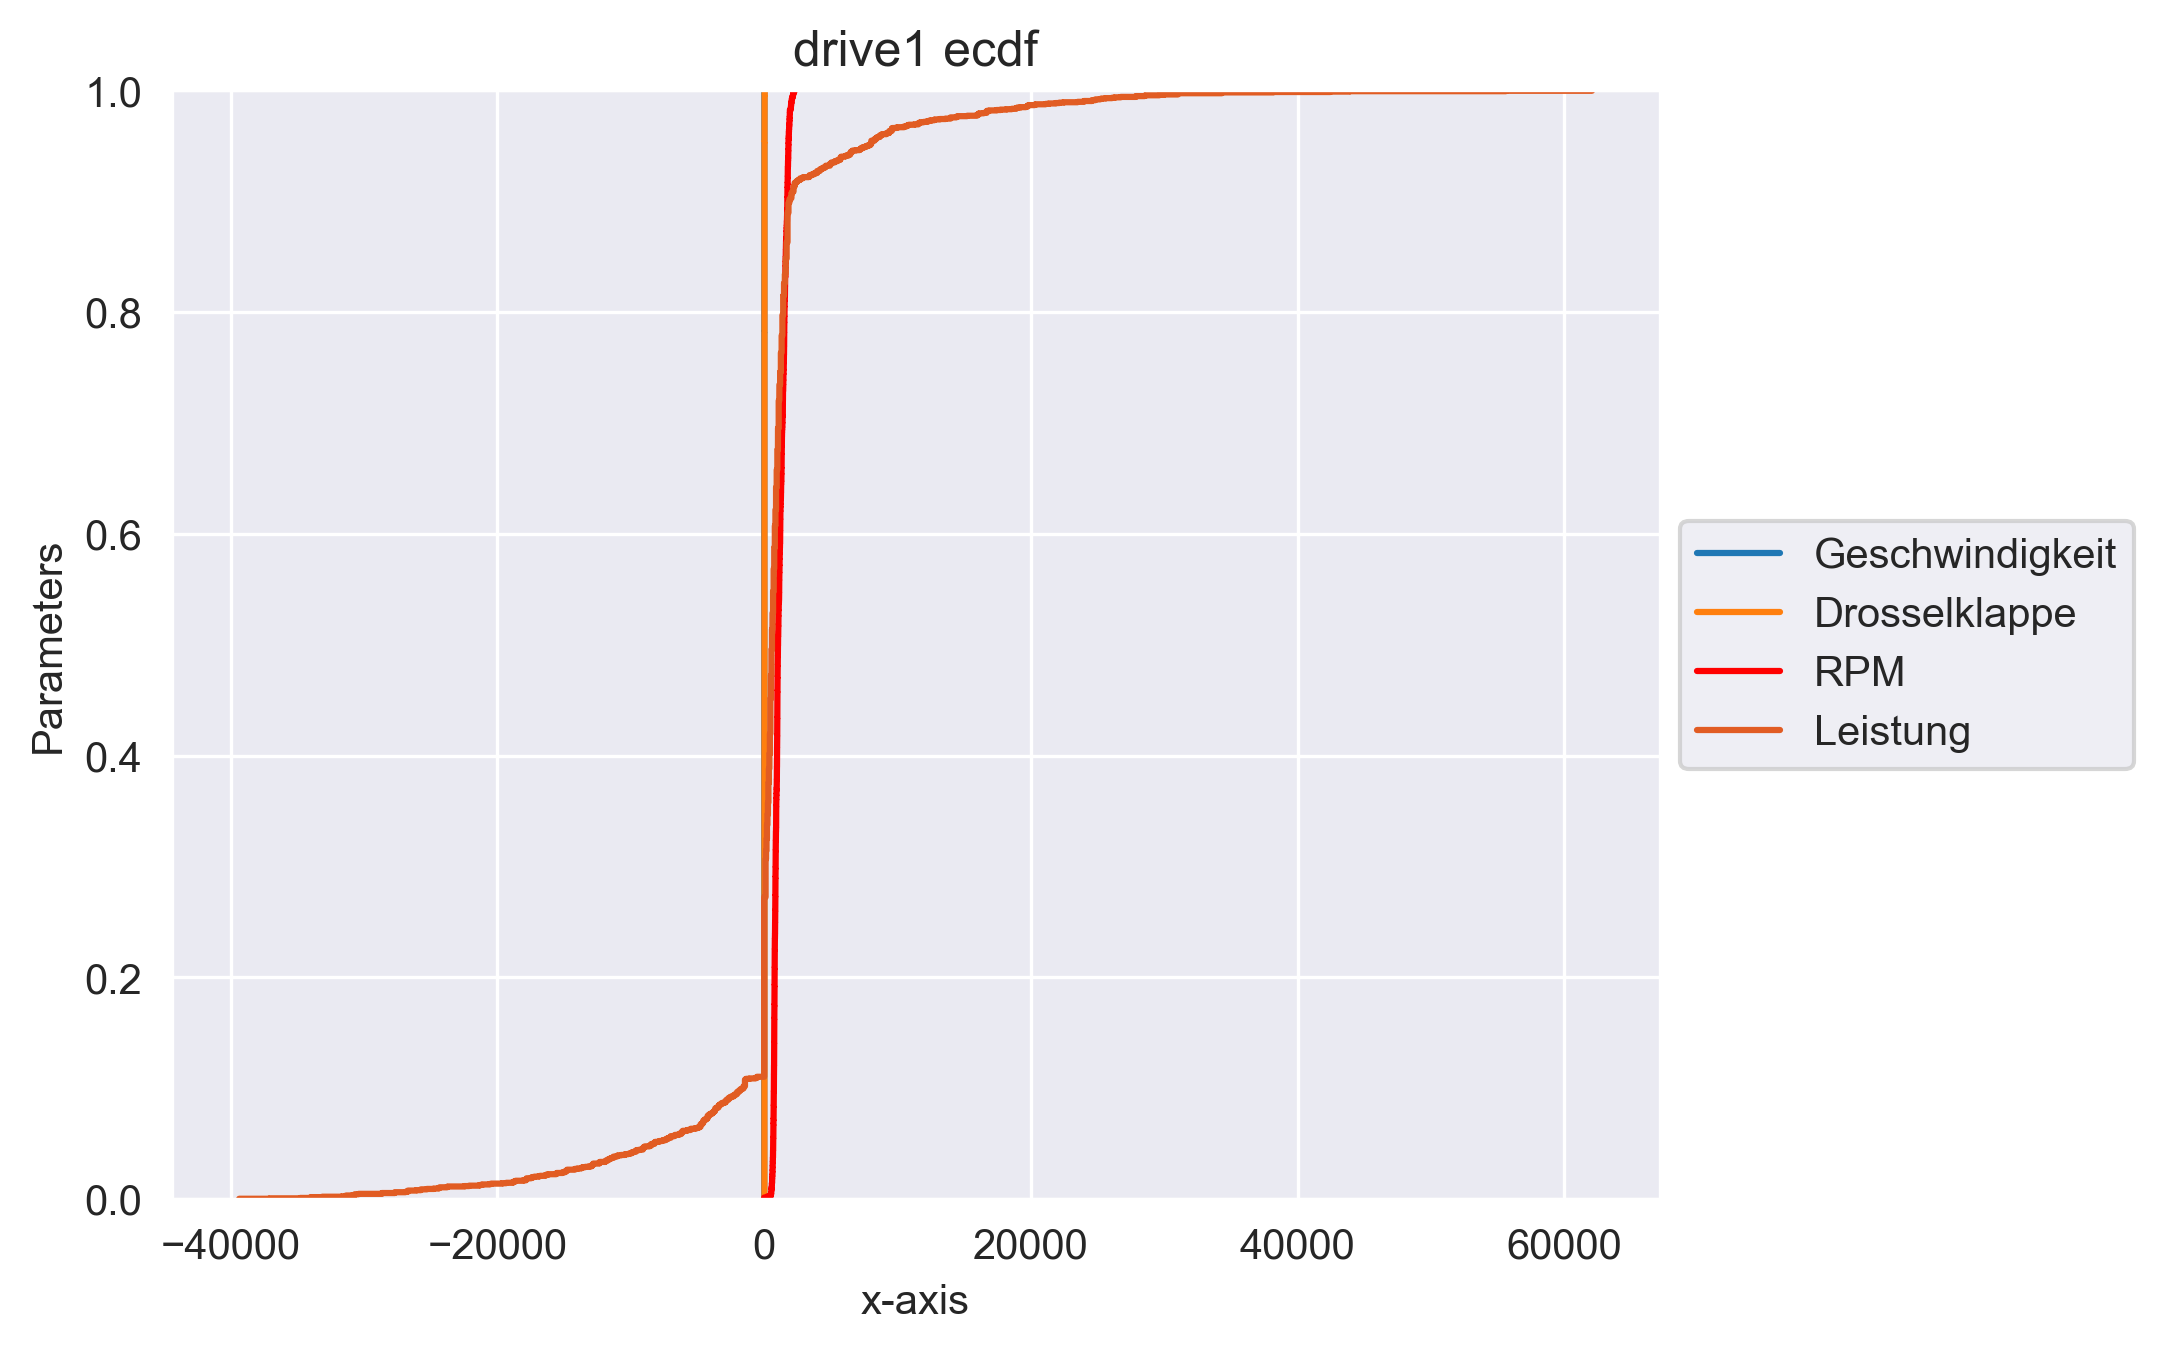 drive1 ecdf
1.0
0.8
0.6
0.4
0.2
0.0
Parameters
−40000
−20000
0
20000
40000
60000
x-axis
Geschwindigkeit
Drosselklappe
RPM
Leistung